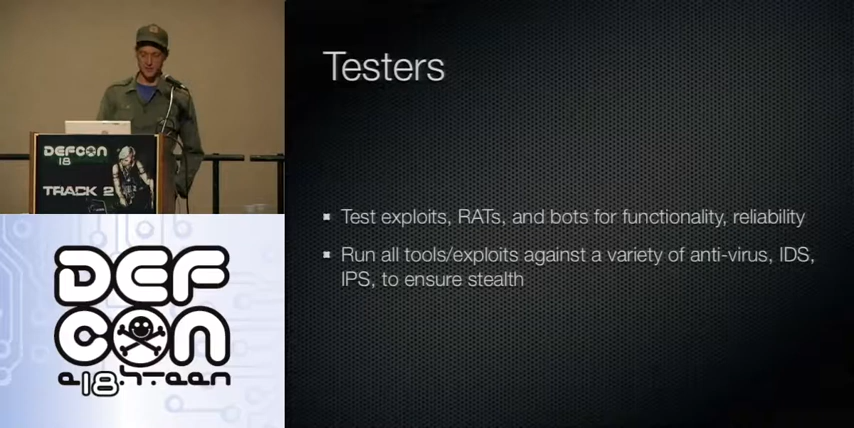 DEFCON
18
TRACK 2
DEF
CON
Testers
Test exploits, RATs, and bots for functionality, reliability
Run all tools/exploits against a variety of anti-virus, IDS,
IPS, to ensure stealth